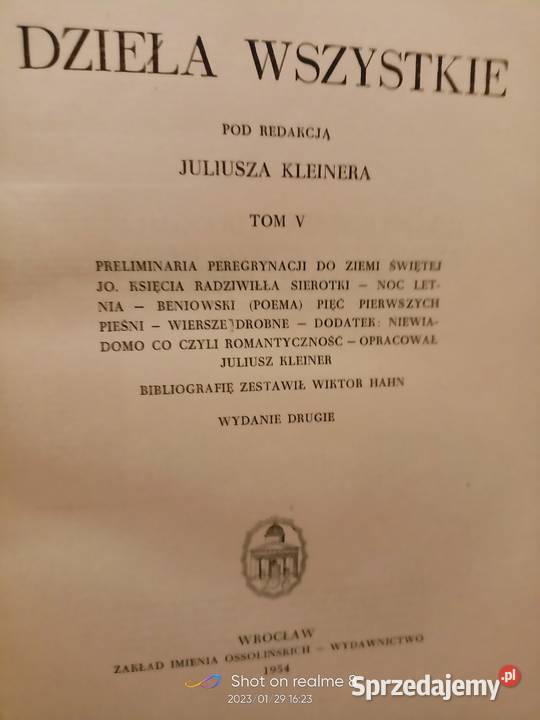 DZIEŁA WSZYSTKIE
POD REDAKCJĄ
JULIUSZA KLEINERA
TOM V
PRELIMINARIA PEREGRYNACJI DO ZIEMI ŚWIĘTEJ
JO. KSIĘCIA RADZIWIŁŁA SIEROTKI – NOC LET-
NIA – BENIOWSKI (POEMA) PIĘĆ PIERWSZYCH
PIEŚNI – WIERSZE DROBNE – DODATEK: NIEWIA-
DOMO CO CZYLI ROMANTYCZNOŚĆ – OPRACOWAŁ
JULIUSZ KLEINER
BIBLIOGRAFIĘ ZESTAWIŁ WIKTOR HAHN
WYDANIE DRUGIE
WROCŁAW
ZAKŁAD IMIENIA OSSOLIŃSKICH – WYDAWNICTWO
1954
Shot on realme 8
2023/01/29 16:23
Sprzedajemy.pl